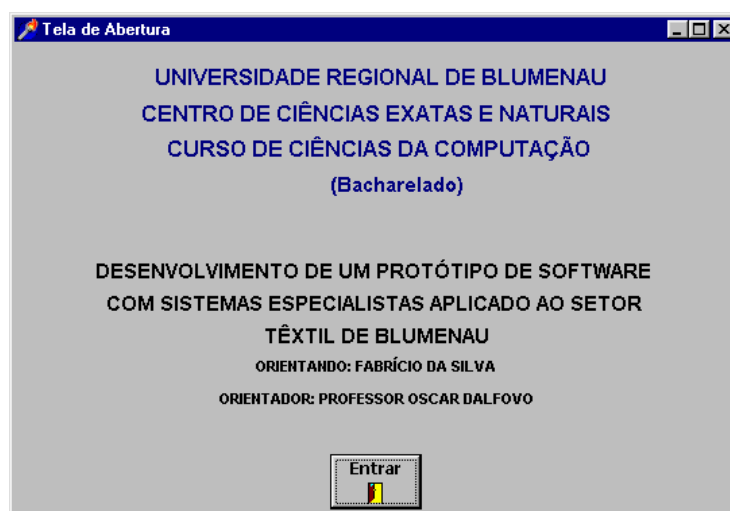 Tela de Abertura
UNIVERSIDADE REGIONAL DE BLUMENAU
CENTRO DE CIÊNCIAS EXATAS E NATURAIS
CURSO DE CIÊNCIAS DA COMPUTAÇÃO
(Bacharelado)
DESENVOLVIMENTO DE UM PROTÓTIPO DE SOFTWARE
COM SISTEMAS ESPECIALISTAS APLICADO AO SETOR
TÊXTIL DE BLUMENAU
ORIENTANDO: FABRÍCIO DA SILVA
ORIENTADOR: PROFESSOR OSCAR DALFOVO
Entrar